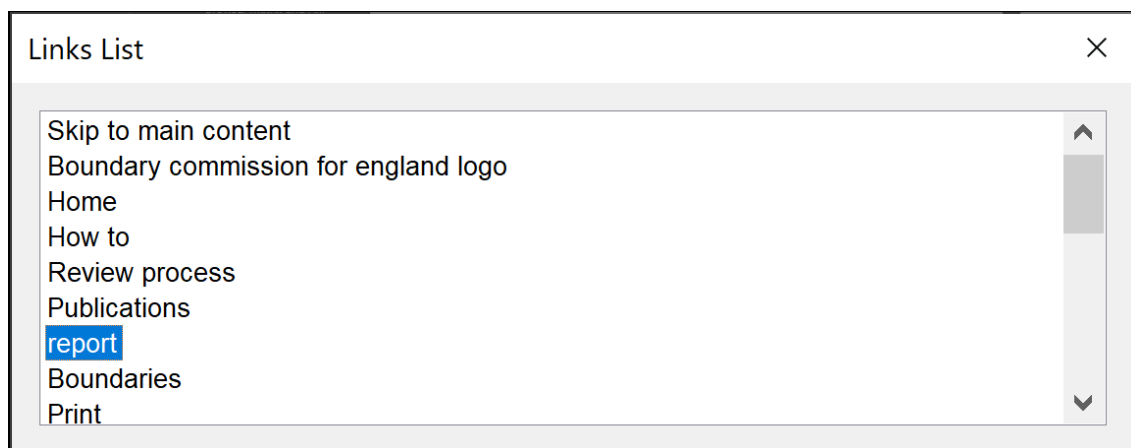 Links List
Skip to main content
Boundary commission for england logo
Home
How to
Review process
Publications
report
Boundaries
Print